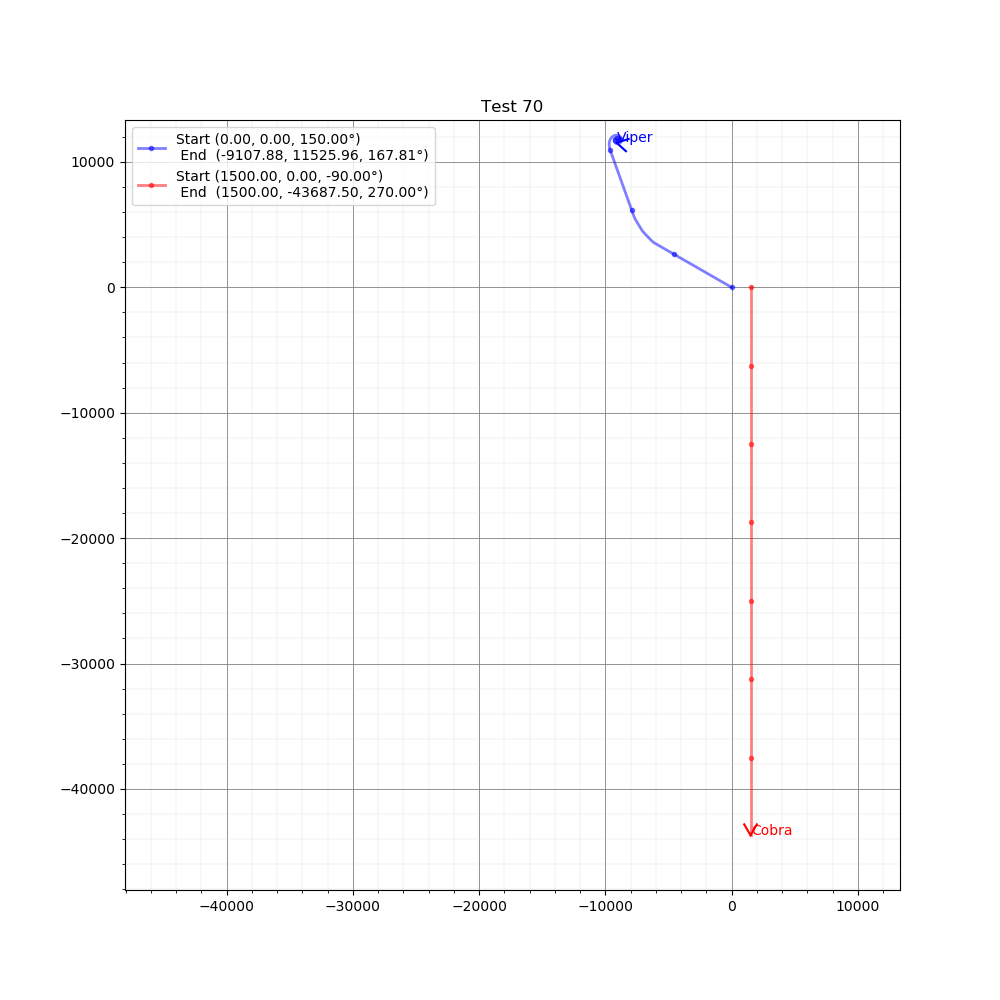 Test 70
Start (0.00, 0.00, 150.00°)
End  (-9107.88, 11525.96, 167.81°)
Start (1500.00, 0.00, -90.00°)
End  (1500.00, -43687.50, 270.00°)
Viper
Cobra
10000
0
−10000
−20000
−30000
−40000
−40000
−30000
−20000
−10000
0
10000